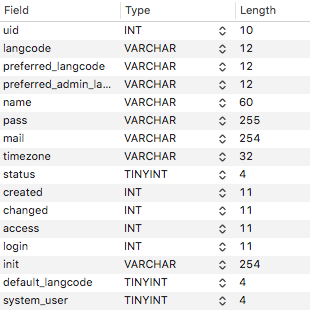 Field Type Length
uid INT 10
langcode VARCHAR 12
preferred_langcode VARCHAR 12
preferred_admin_la... VARCHAR 12
name VARCHAR 60
pass VARCHAR 255
mail VARCHAR 254
timezone VARCHAR 32
status TINYINT 4
created INT 11
changed INT 11
access INT 11
login INT 11
init VARCHAR 254
default_langcode TINYINT 4
system_user TINYINT 4